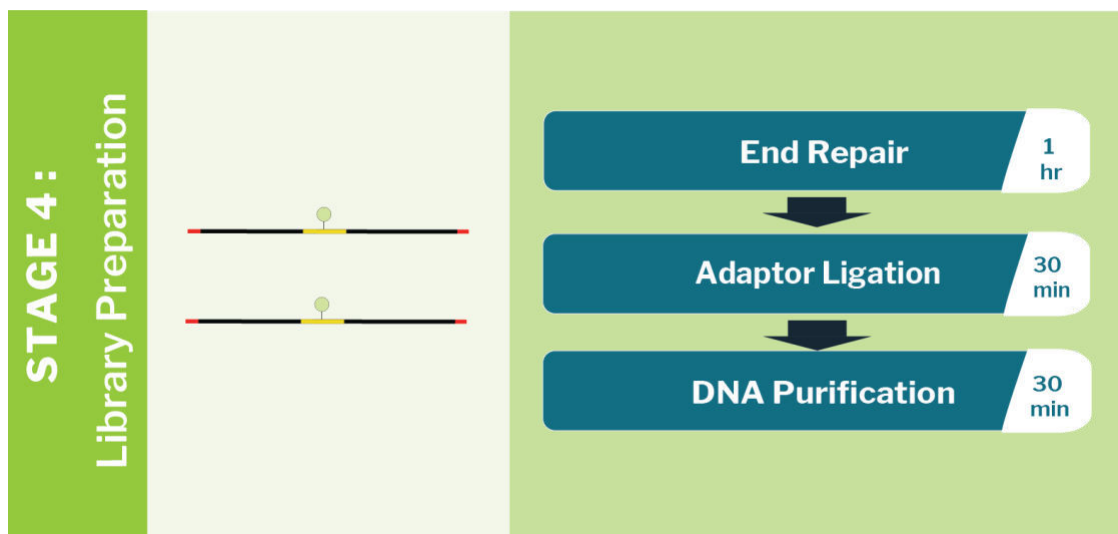 STAGE 4:
Library Preparation
End Repair
1
hr
Adaptor Ligation
30
min
DNA Purification
30
min